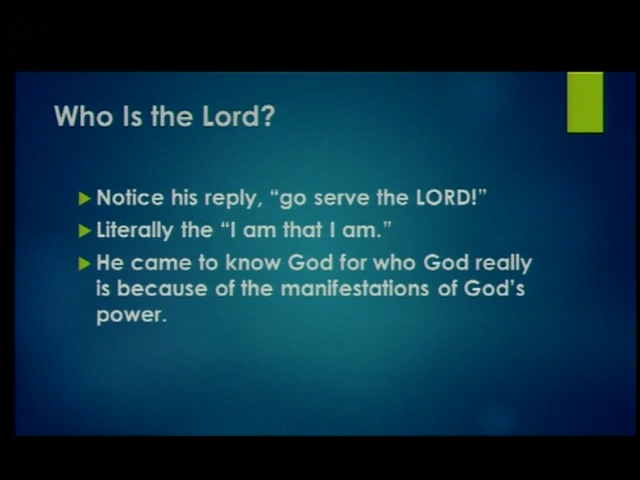 Who Is the Lord?
Notice his reply, “go serve the LORD!”
Literally the “I am that I am.”
He came to know God for who God really
is because of the manifestations of God’s
power.